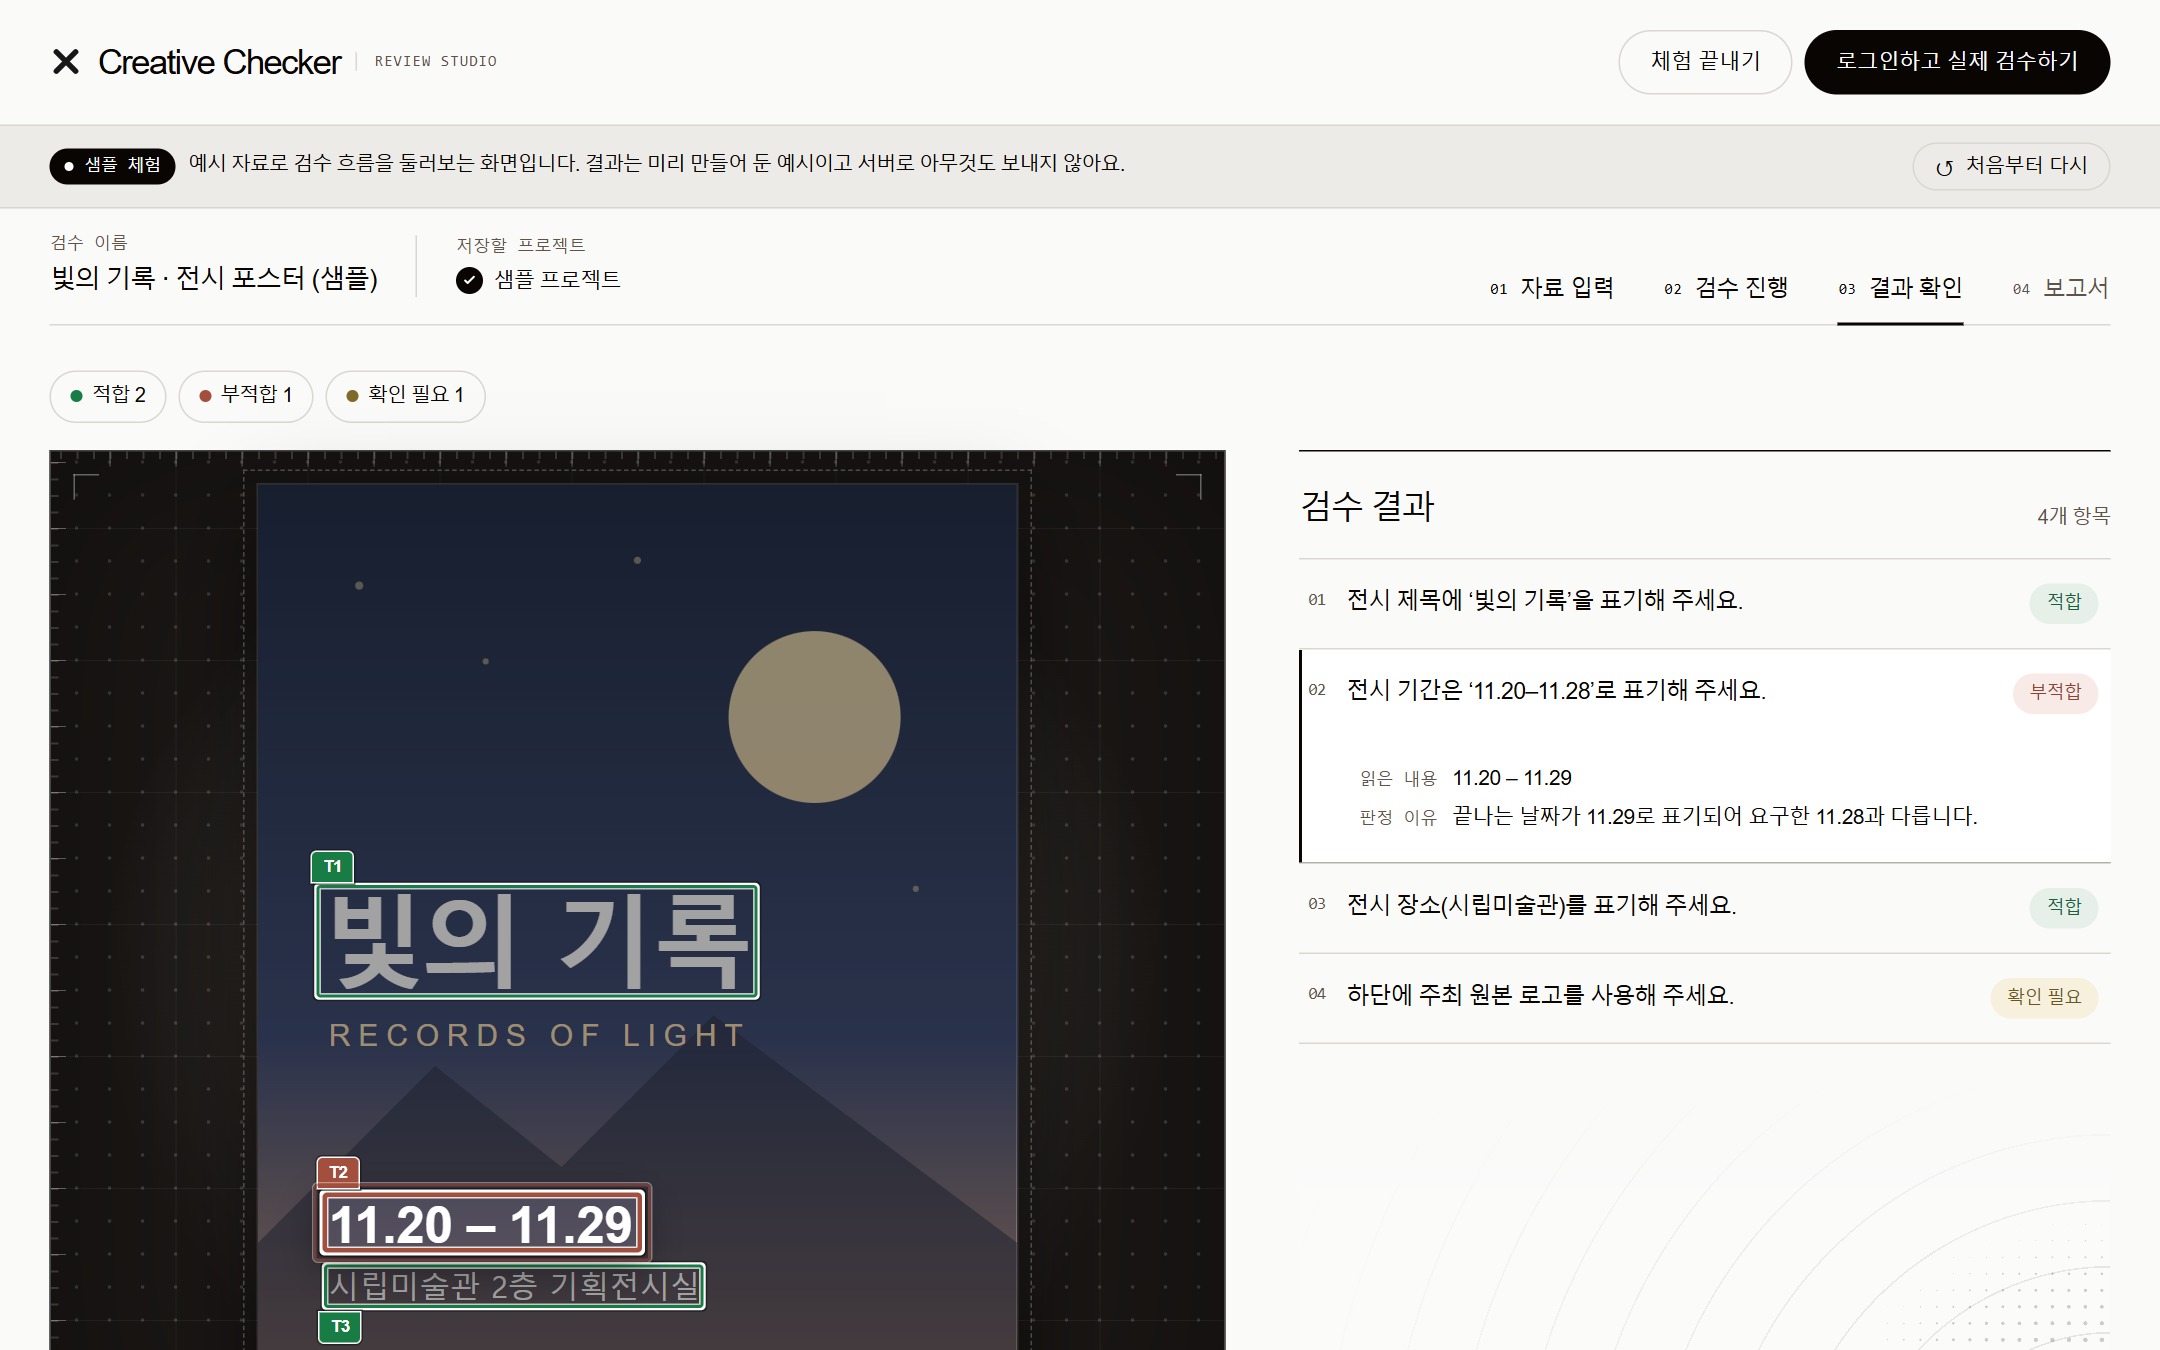 Creative Checker
REVIEW STUDIO
체험 끝내기
로그인하고 실제 검수하기
샘플 체험
예시 자료로 검수 흐름을 둘러보는 화면입니다. 결과는 미리 만들어 둔 예시이고 서버로 아무것도 보내지 않아요.
처음부터 다시
검수 이름
빛의 기록 · 전시 포스터 (샘플)
저장할 프로젝트
샘플 프로젝트
01 자료 입력
02 검수 진행
03 결과 확인
04 보고서
적합 2
부적합 1
확인 필요 1
T1
빛의 기록
RECORDS OF LIGHT
T2
11.20 – 11.29
시립미술관 2층 기획전시실
T3
검수 결과
4개 항목
01 전시 제목에 ‘빛의 기록’을 표기해 주세요.
적합
02 전시 기간은 ‘11.20–11.28’로 표기해 주세요.
부적합
읽은 내용 11.20 – 11.29
판정 이유 끝나는 날짜가 11.29로 표기되어 요구한 11.28과 다릅니다.
03 전시 장소(시립미술관)를 표기해 주세요.
적합
04 하단에 주최 원본 로고를 사용해 주세요.
확인 필요